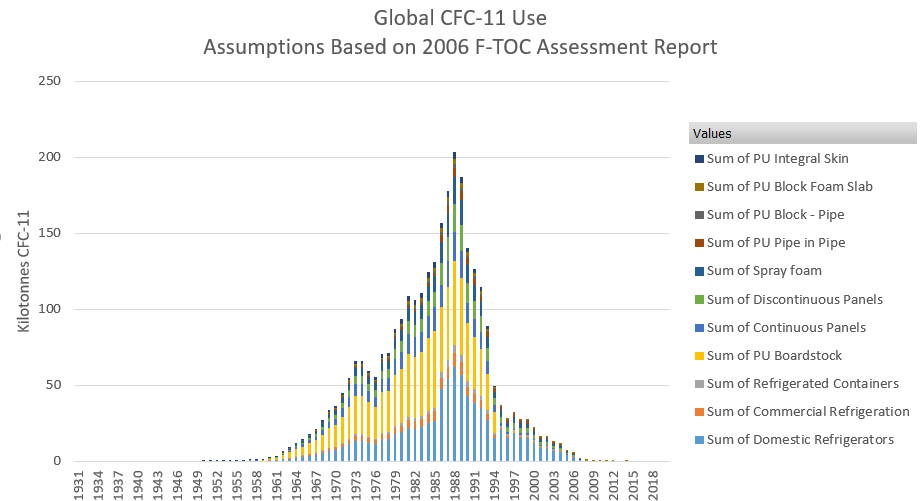 Global CFC-11 Use
Assumptions Based on 2006 F-TOC Assessment Report
250
200
150
100
50
0
Kilotonnes CFC-11
1931
1934
1937
1940
1943
1946
1949
1952
1955
1958
1961
1964
1967
1970
1973
1976
1979
1982
1985
1988
1991
1994
1997
2000
2003
2006
2009
2012
2015
2018
Values
Sum of PU Integral Skin
Sum of PU Block Foam Slab
Sum of PU Block - Pipe
Sum of PU Pipe in Pipe
Sum of Spray foam
Sum of Discontinuous Panels
Sum of Continuous Panels
Sum of PU Boardstock
Sum of Refrigerated Containers
Sum of Commercial Refrigeration
Sum of Domestic Refrigerators